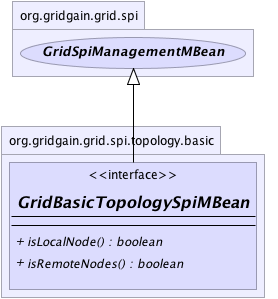 org.gridgain.grid.spi
GridSpiManagementMBean
org.gridgain.grid.spi.topology.basic
<<interface>>
GridBasicTopologySpiMBean
+ isLocalNode() : boolean
+ isRemoteNodes() : boolean